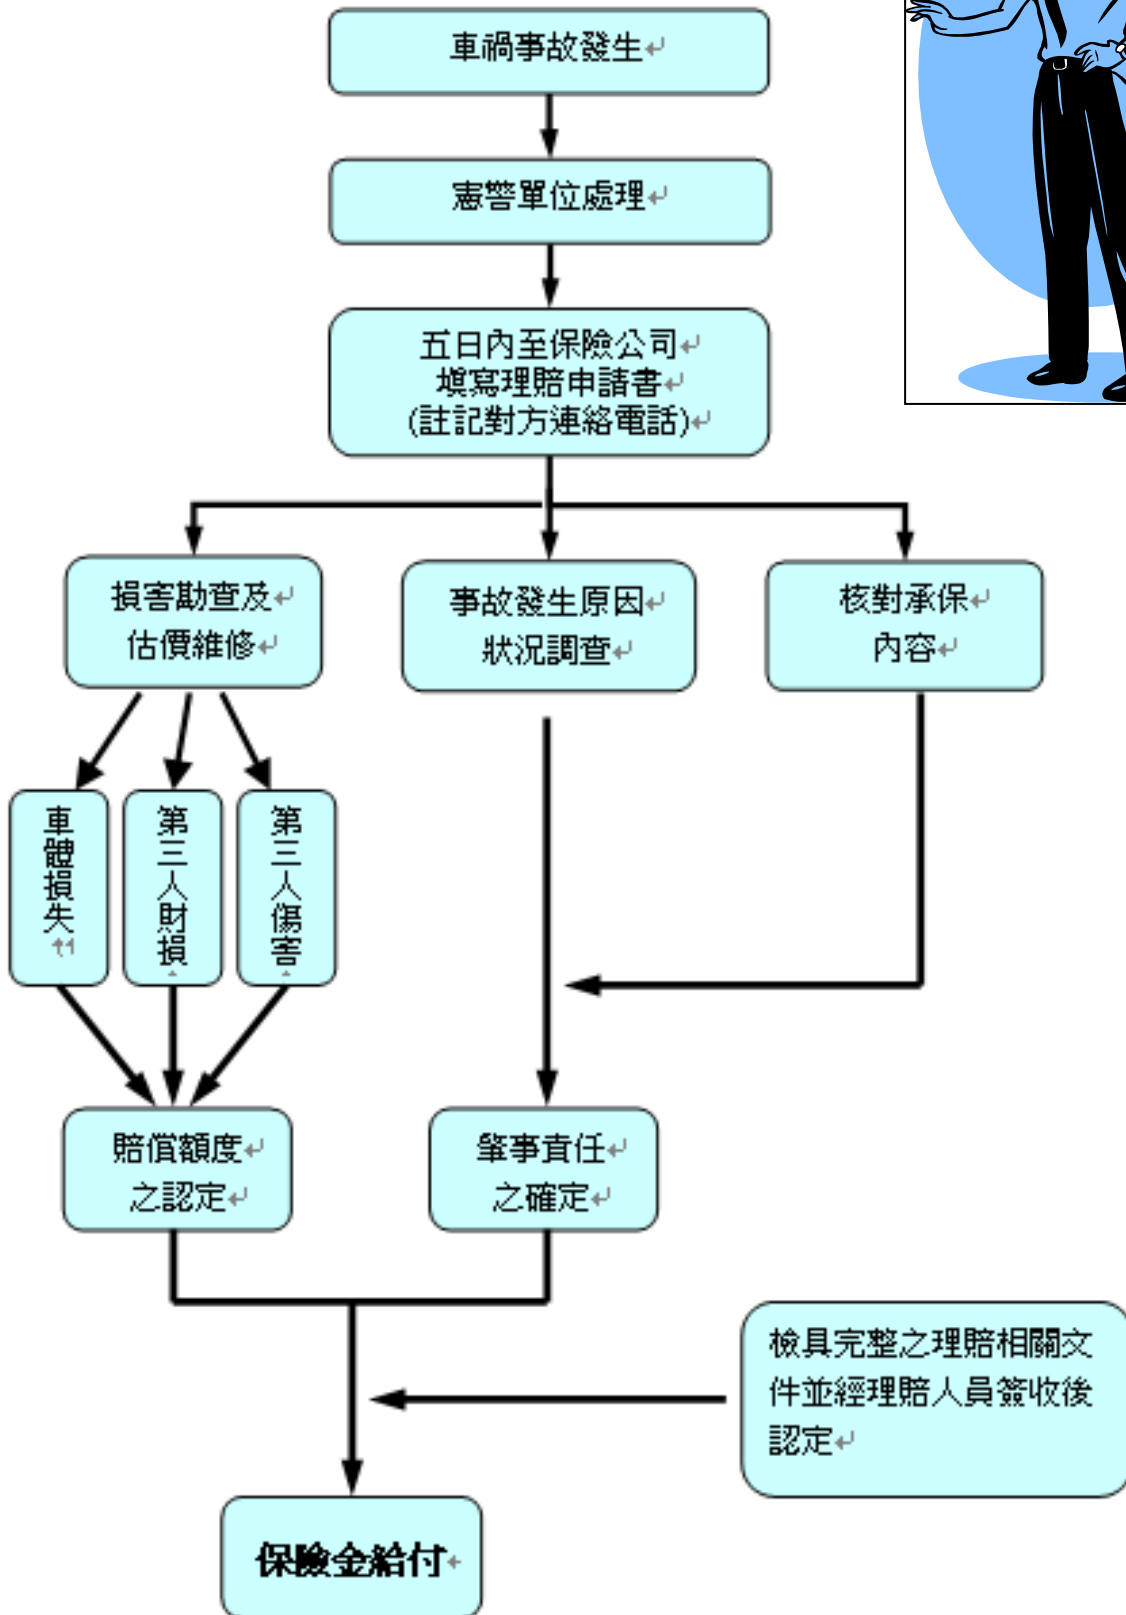 車禍事故發生
憲警單位處理
五日內至保險公司
填寫理賠申請書
(註記對方連絡電話)
損害勘查及
估價維修
事故發生原因
狀況調查
核對承保
內容
車體損失
第三人財損
第三人傷害
賠償額度
之認定
肇事責任
之確定
檢具完整之理賠相關文
件並經理賠人員簽收後
認定
保險金給付